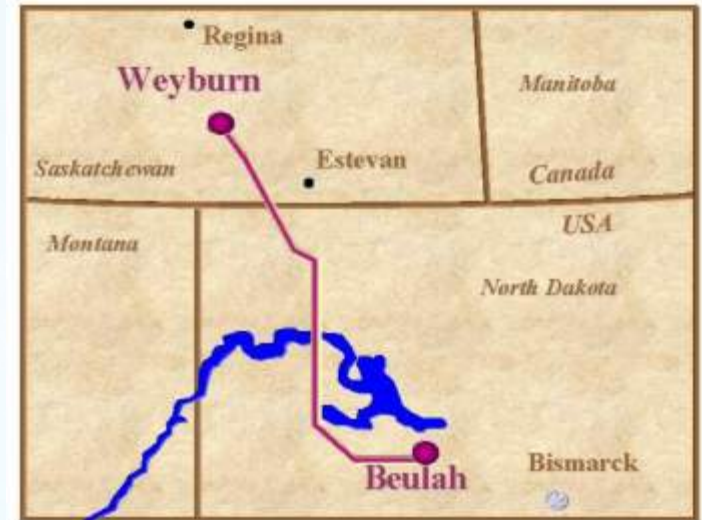 Regina
Weyburn
Manitoba
Estevan
Saskatchewan
Canada
USA
Montana
North Dakota
Bismarck
Beulah